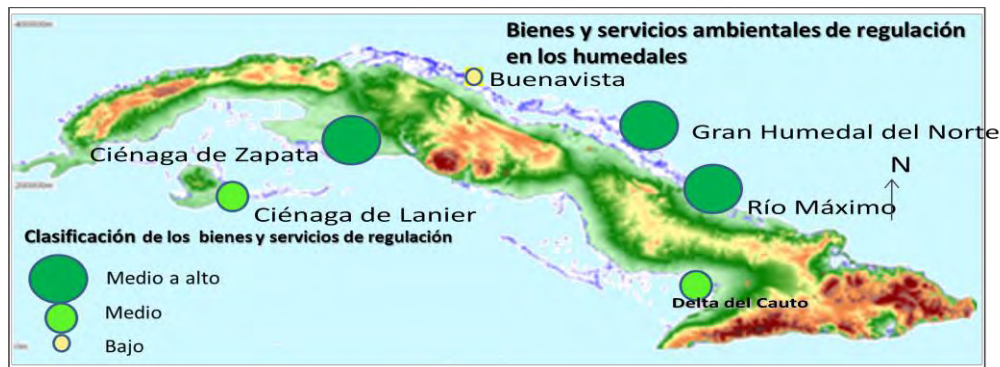 Bienes y servicios ambientales de regulación
en los humedales
Buenavista
Gran Humedal del Norte
Ciénaga de Zapata
N
Río Máximo
Ciénaga de Lanier
Clasificación de los bienes y servicios de regulación
Medio a alto
Delta del Cauto
Medio
Bajo